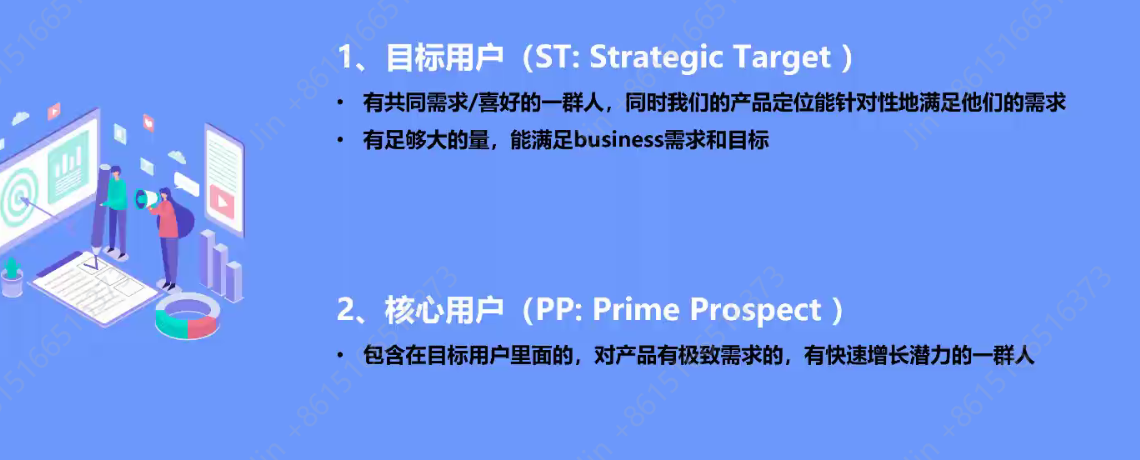 1、目标用户（ST: Strategic Target ）
• 有共同需求/喜好的一群人，同时我们的产品定位能针对性地满足他们的需求
• 有足够大的量，能满足business需求和目标
2、核心用户（PP: Prime Prospect ）
• 包含在目标用户里面的，对产品有极致需求的，有快速增长潜力的一群人